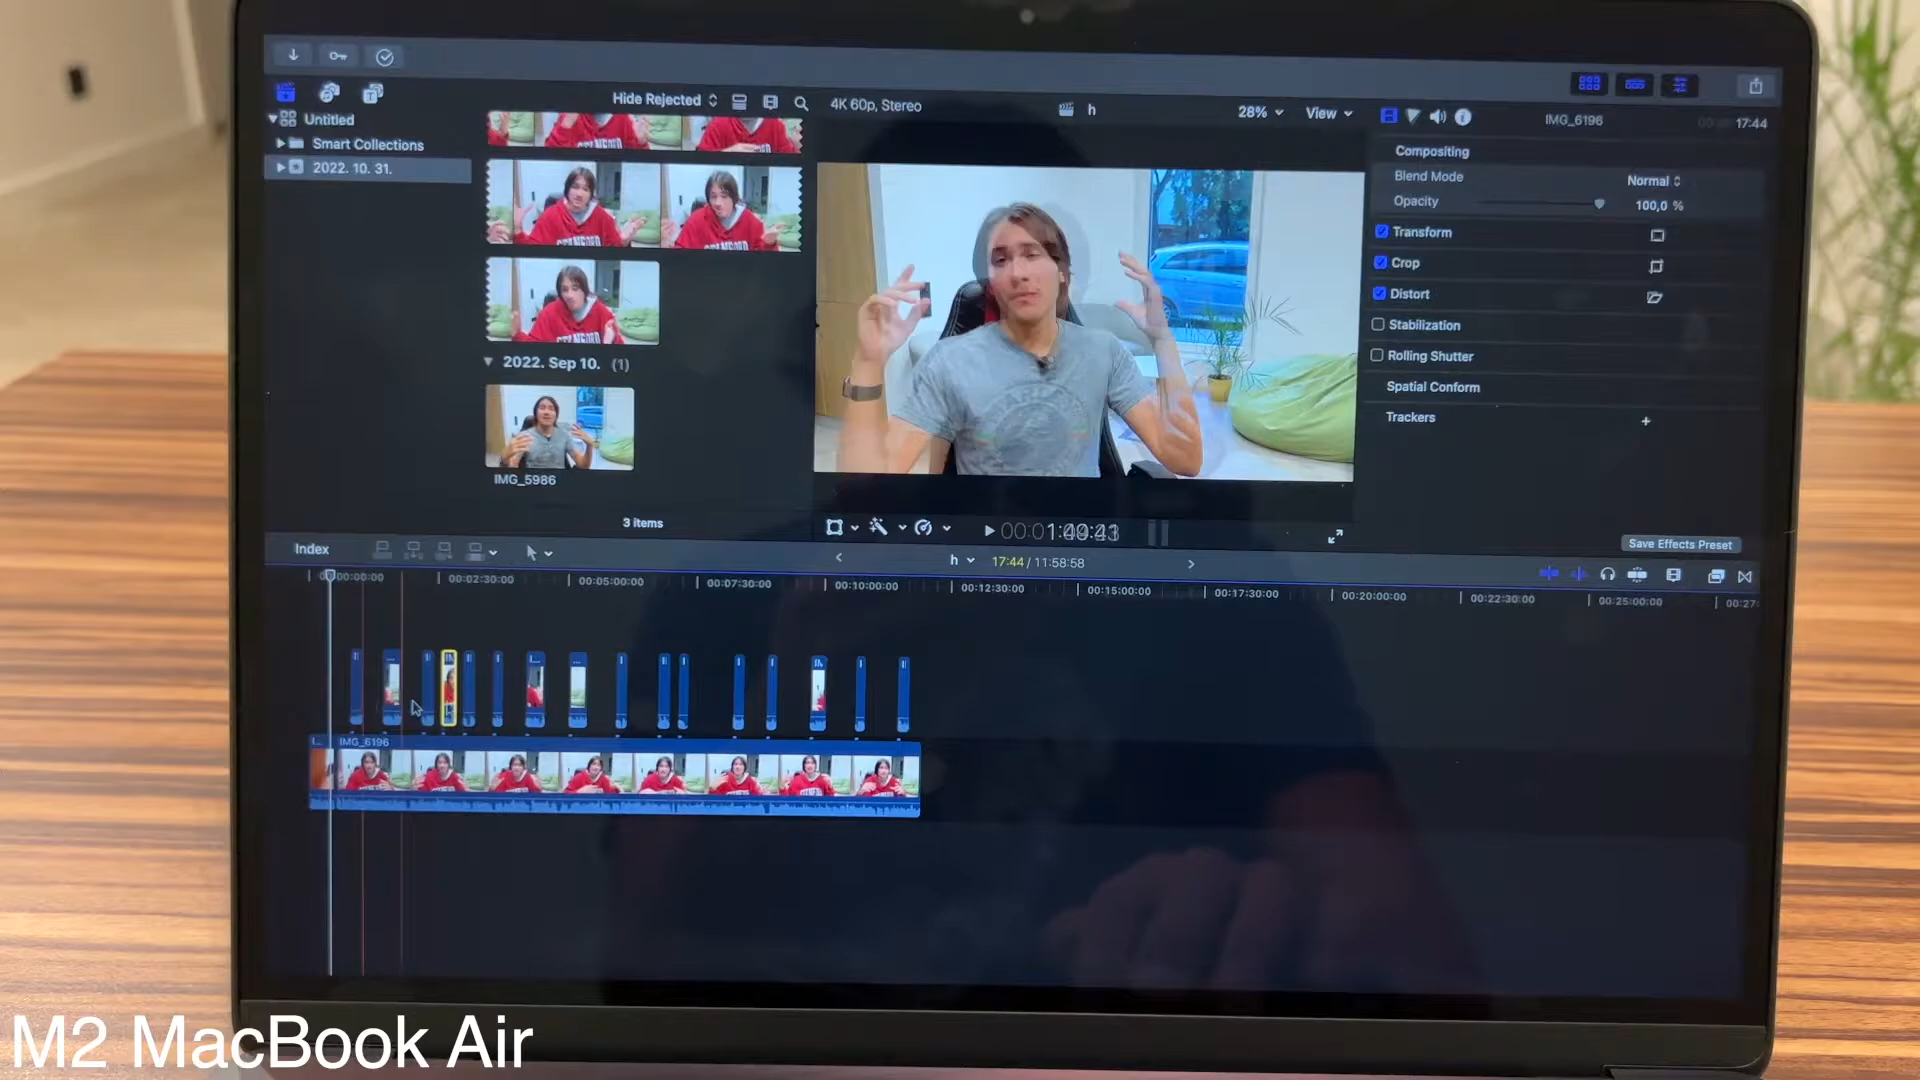 Hide Rejected
4K 60p, Stereo
h
28%
View
IMG_6196
17:44
Untitled
Smart Collections
2022. 10. 31.
Compositing
Blend Mode
Normal
Opacity
100,0 %
Transform
Crop
Distort
Stabilization
Rolling Shutter
Spatial Conform
Trackers
STANFORD
2022. Sep 10. (1)
IMG_5986
3 items
Save Effects Preset
Index
h
17:44 / 11:58:58
00:02:30:00
00:05:00:00
00:07:30:00
00:10:00:00
00:12:30:00
00:15:00:00
00:17:30:00
00:20:00:00
00:22:30:00
00:25:00:00
00:27:
IMG_6196
M2 MacBook Air